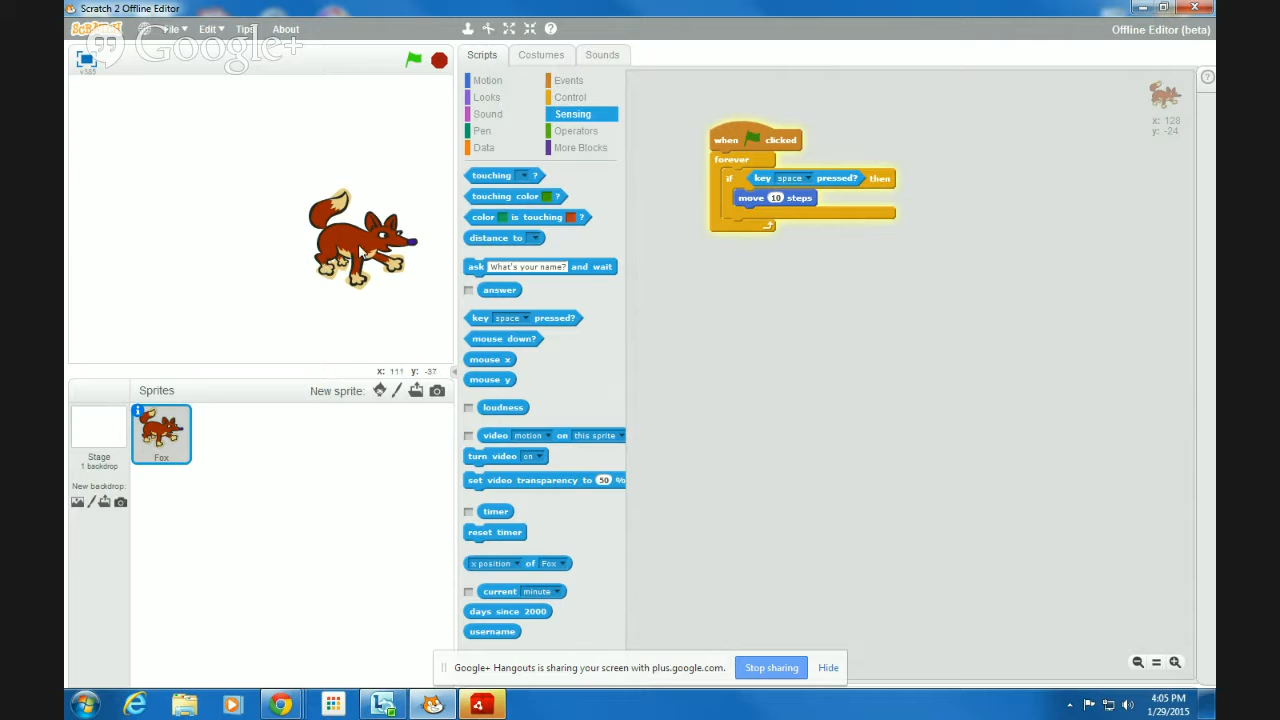 Scratch 2 Offline Editor
SCRATCH File Edit Tips About Offline Editor (beta)
Google+
v385
Scripts Costumes Sounds
Motion Events
Looks Control
Sound Sensing
Pen Operators
Data More Blocks
touching ?
touching color ?
color is touching ?
distance to
ask What's your name? and wait
answer
key space pressed?
mouse down?
mouse x
mouse y
loudness
video motion on this sprite
turn video on
set video transparency to 50 %
timer
reset timer
x position of Fox
current minute
days since 2000
username
when clicked
forever
if key space pressed? then
move 10 steps
x: 128
y: -24
x: 111 y: -37
Sprites New sprite:
Stage
1 backdrop
New backdrop:
Fox
Google+ Hangouts is sharing your screen with plus.google.com. Stop sharing Hide
4:05 PM
1/29/2015